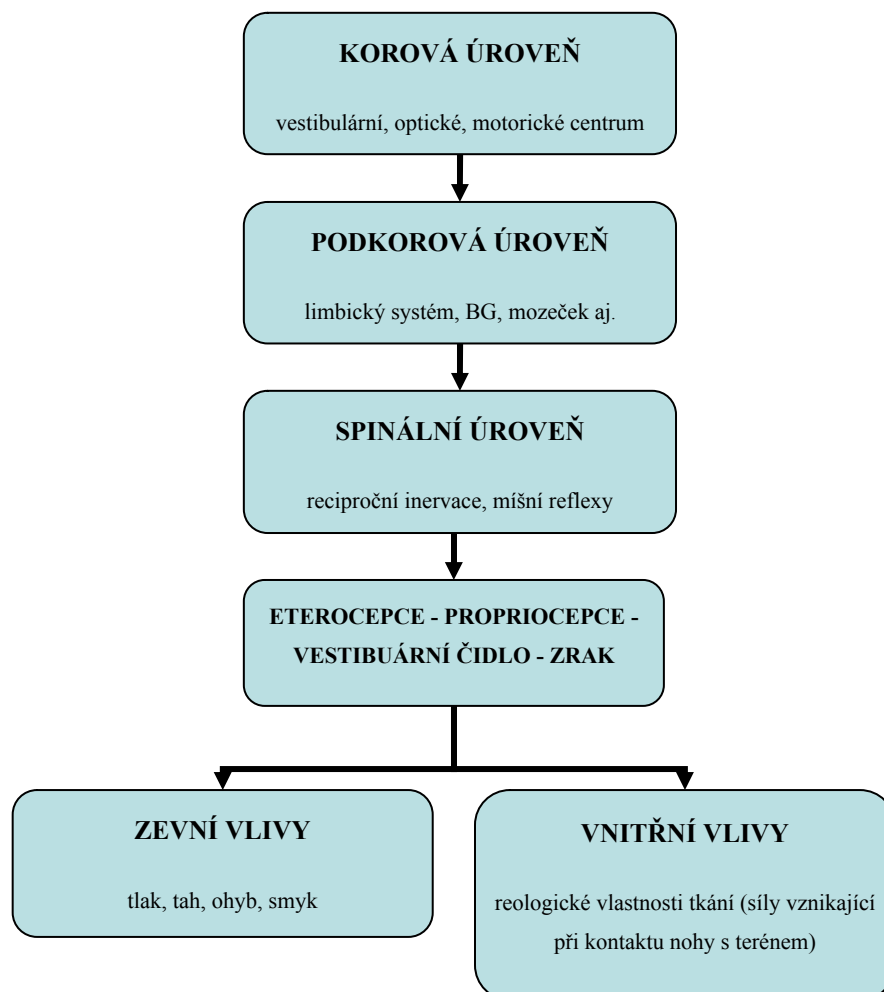 KOROVÁ ÚROVEŇ
vestibulární, optické, motorické centrum
PODKOROVÁ ÚROVEŇ
limbický systém, BG, mozeček aj.
SPINÁLNÍ ÚROVEŇ
reciproční inervace, míšní reflexy
ETEROCEPCE - PROPRIOCEPCE -
VESTIBUÁRNÍ ČIDLO - ZRAK
ZEVNÍ VLIVY
tlak, tah, ohyb, smyk
VNITŘNÍ VLIVY
reologické vlastnosti tkání (síly vznikající
při kontaktu nohy s terénem)